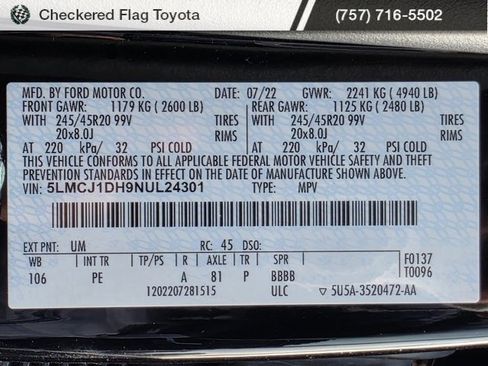 Checkered Flag Toyota (757) 716-5502
MFD. BY FORD MOTOR CO. DATE: 07/22 GVWR: 2241 KG ( 4940 LB)
FRONT GAWR: 1179 KG ( 2600 LB) REAR GAWR: 1125 KG ( 2480 LB)
WITH 245/45R20 99V TIRES WITH 245/45R20 99V TIRES
20x8.0J RIMS 20x8.0J RIMS
AT 220 kPa/ 32 PSI COLD AT 220 kPa/ 32 PSI COLD
THIS VEHICLE CONFORMS TO ALL APPLICABLE FEDERAL MOTOR VEHICLE SAFETY AND THEFT
PREVENTION STANDARDS IN EFFECT ON THE DATE OF MANUFACTURE SHOWN ABOVE.
VIN: 5LMCJ1DH9NUL24301 TYPE: MPV
EXT PNT: UM RC: 45 DSO:
WB INT TR TP/PS R AXLE TR SPR F0137
106 PE A 81 P BBBB T0096
1202207281515 ULC 5U5A-3520472-AA